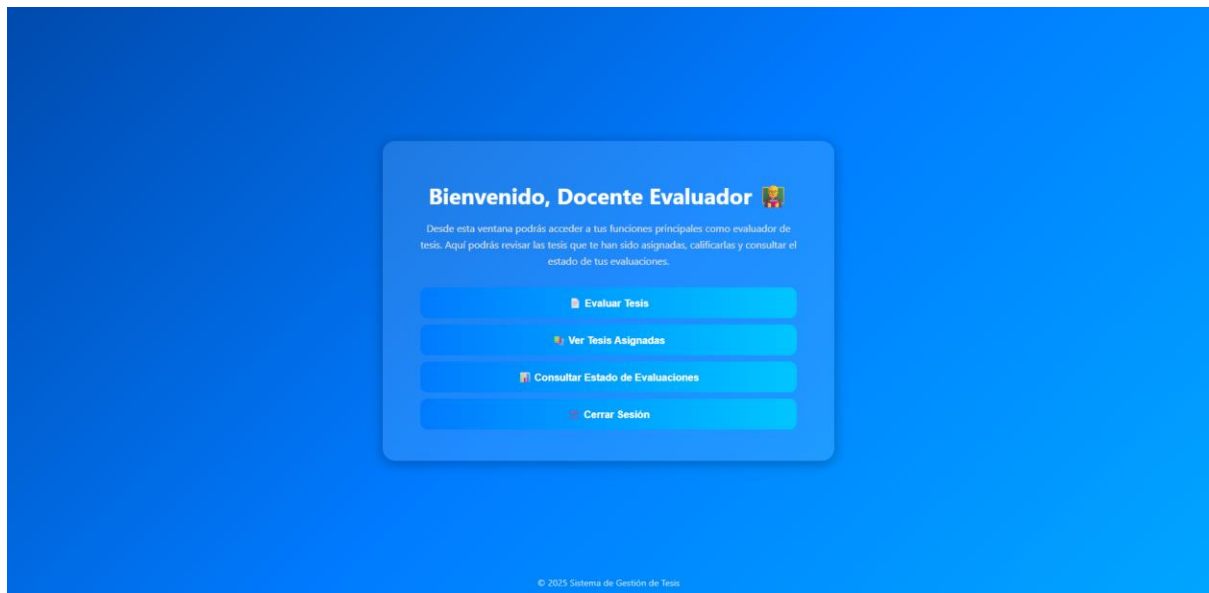 Bienvenido, Docente Evaluador
Desde esta ventana podrás acceder a tus funciones principales como evaluador de
tesis. Aquí podrás revisar las tesis que te han sido asignadas, calificarlas y consultar el
estado de tus evaluaciones.
Evaluar Tesis
Ver Tesis Asignadas
Consultar Estado de Evaluaciones
Cerrar Sesión
© 2025 Sistema de Gestión de Tesis